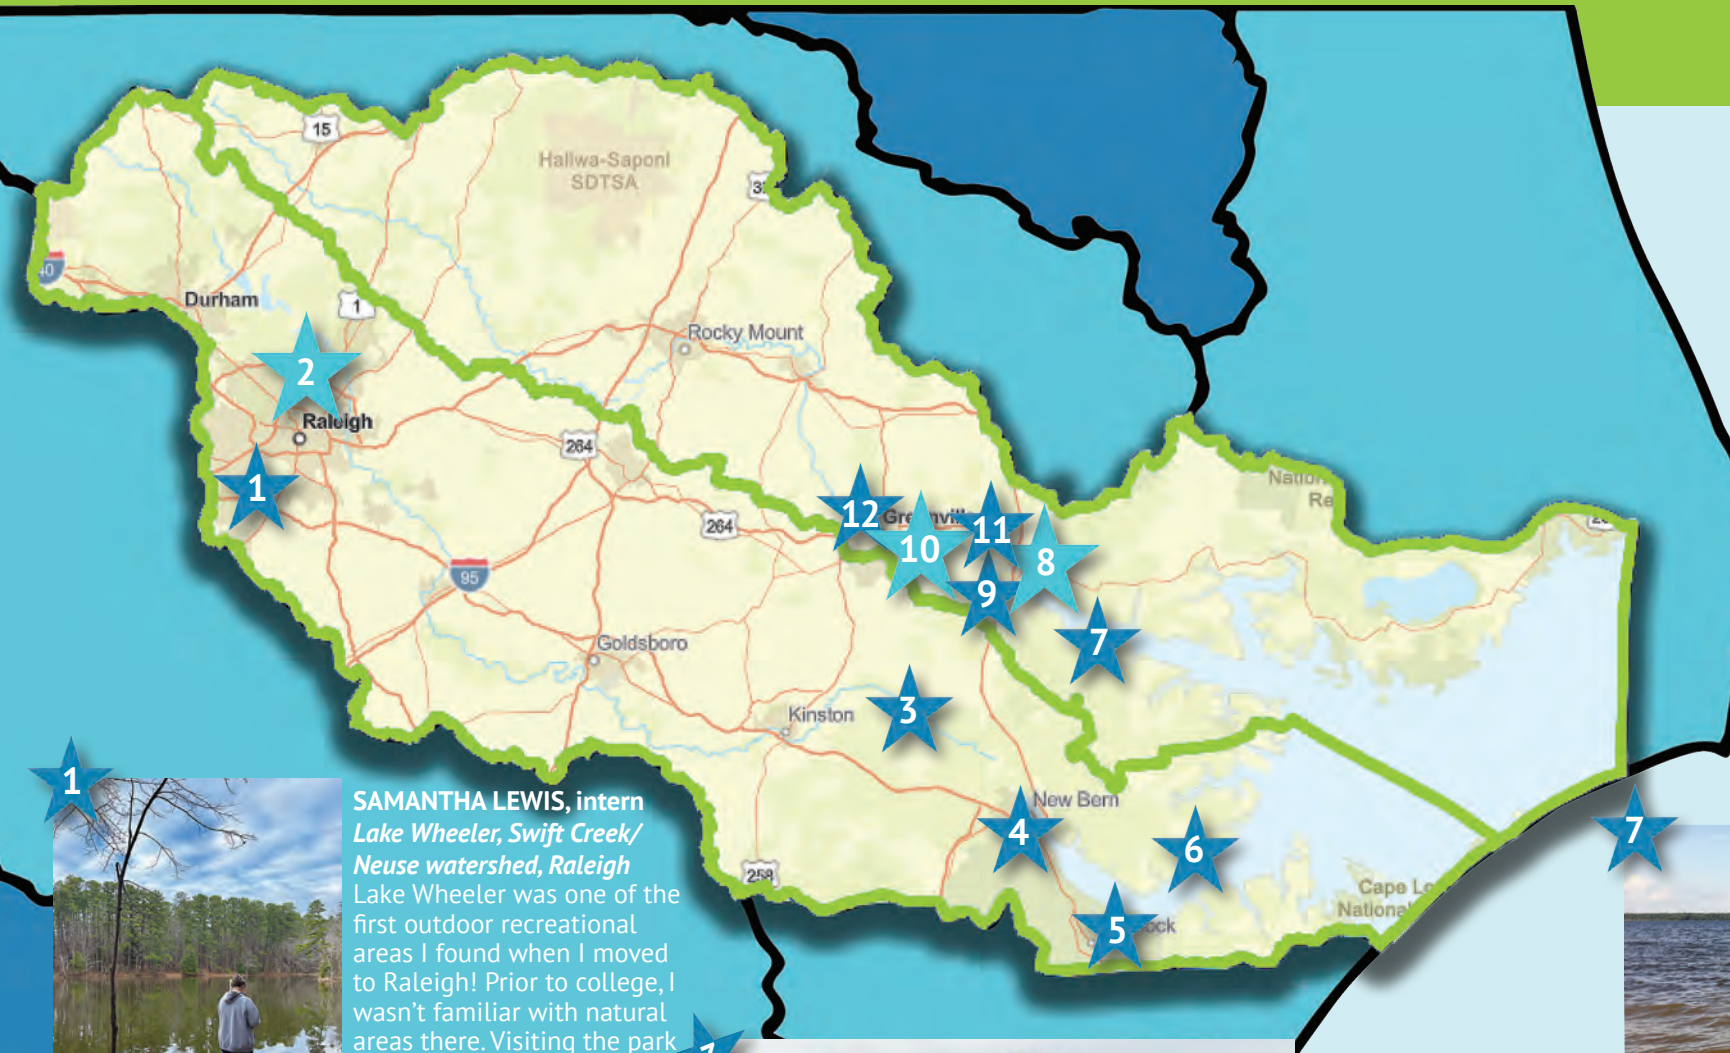 15
Haliwa-Saponi
SDTSA
40
Durham
1
Rocky Mount
2
Raleigh
264
1
264
12
11
10
8
9
95
7
Goldsboro
3
Kinston
New Bern
4
6
258
5
1
7
SAMANTHA LEWIS, intern
Lake Wheeler, Swift Creek/
Neuse watershed, Raleigh
Lake Wheeler was one of the
first outdoor recreational
areas I found when I moved
to Raleigh! Prior to college, I
wasn't familiar with natural
areas there. Visiting the park